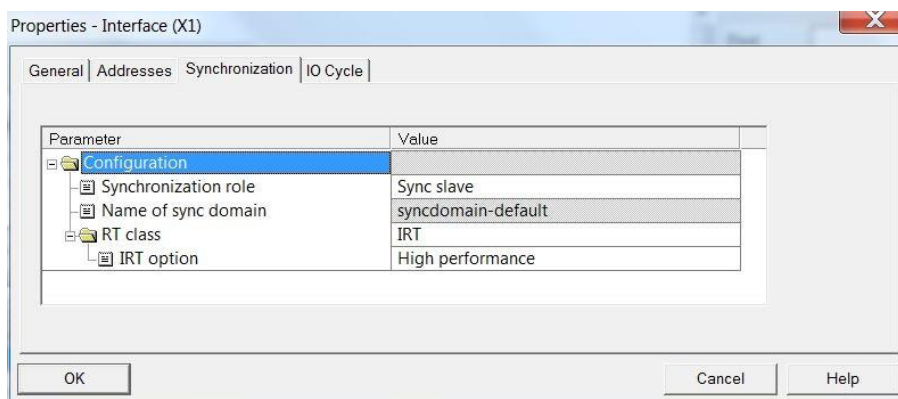 Properties - Interface (X1)
General Addresses Synchronization IO Cycle
Parameter Value
Configuration
Synchronization role Sync slave
Name of sync domain syncdomain-default
RT class IRT
IRT option High performance
OK Cancel Help